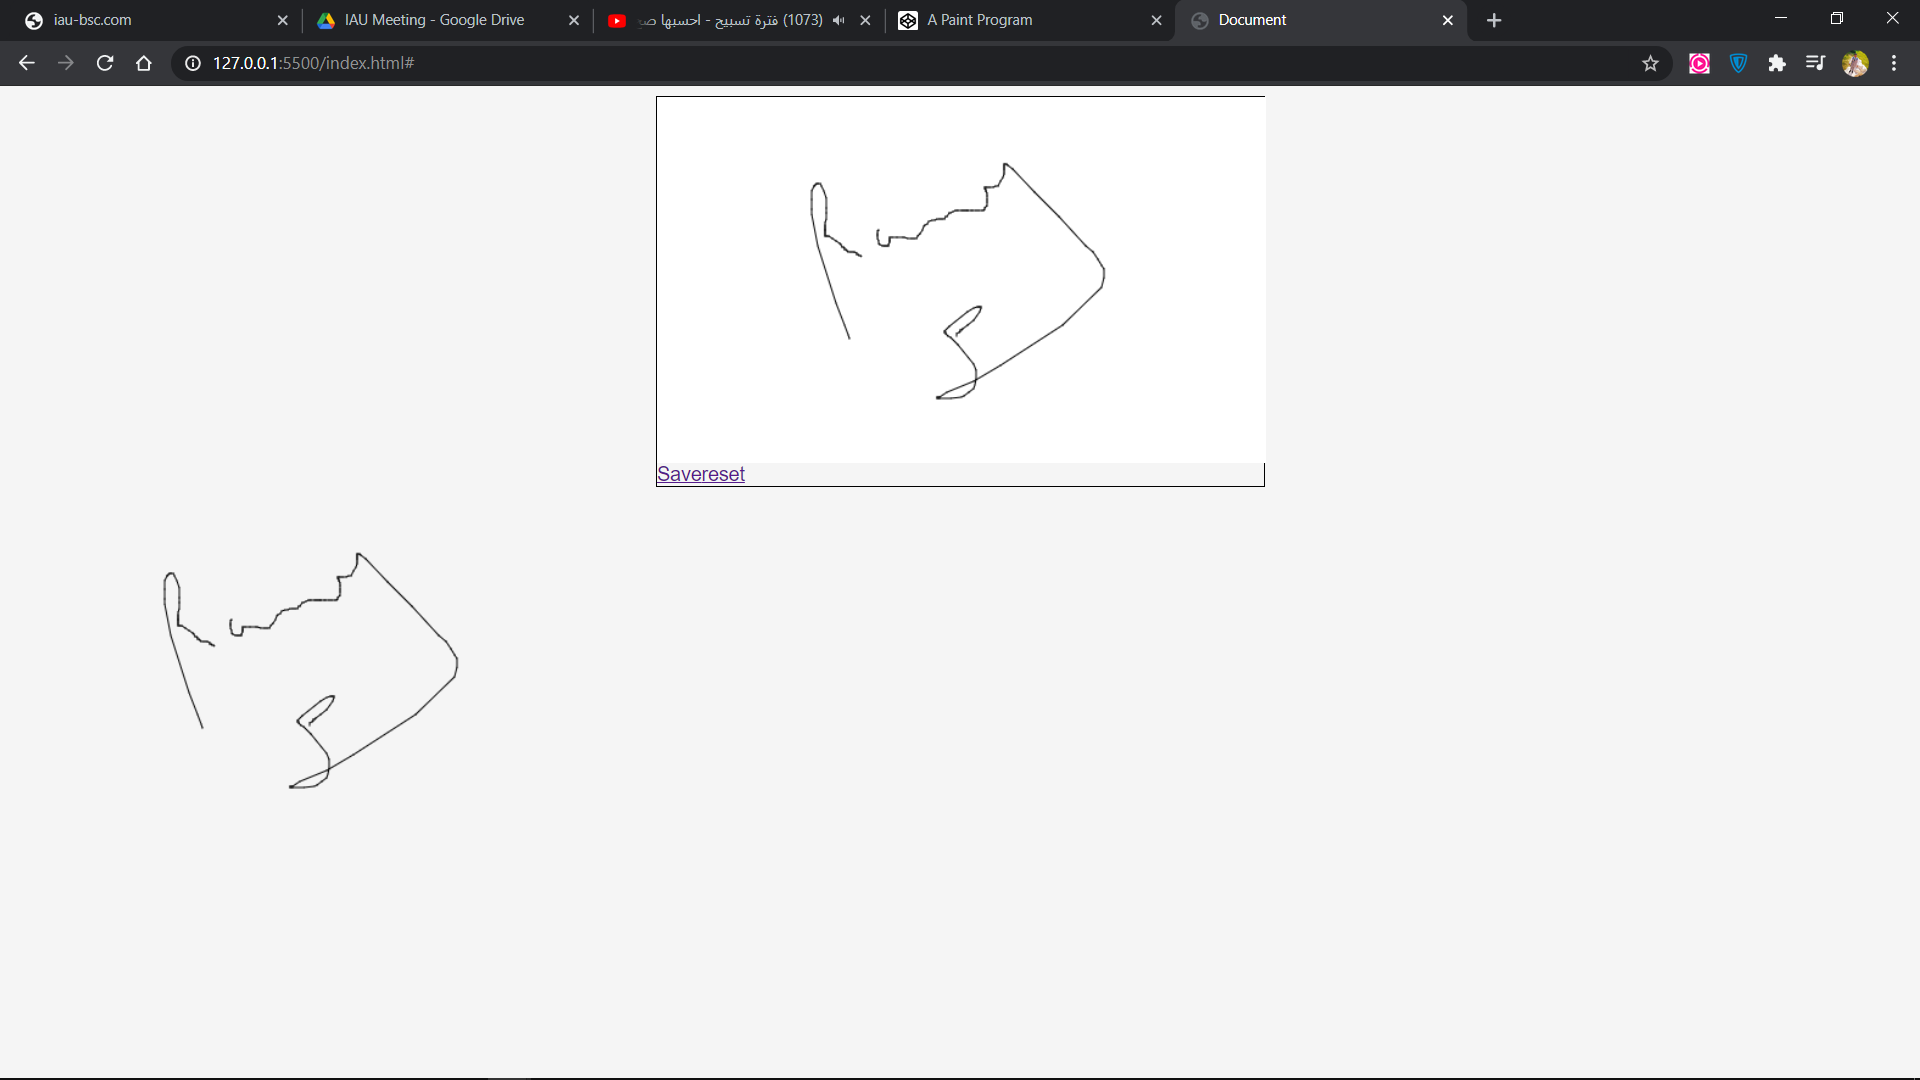 iau-bsc.com
IAU Meeting - Google Drive
(1073) فترة تسبيح - احسبها صو
A Paint Program
Document
127.0.0.1:5500/index.html#
Savereset